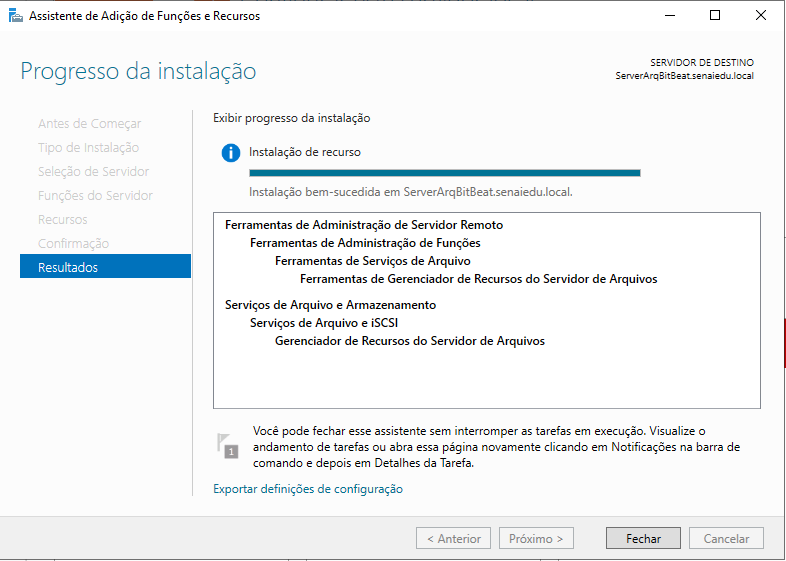 Assistente de Adição de Funções e Recursos
Progresso da instalação
SERVIDOR DE DESTINO
ServerArqBitBeat.senaiedu.local
Antes de Começar
Tipo de Instalação
Seleção de Servidor
Funções do Servidor
Recursos
Confirmação
Resultados
Exibir progresso da instalação
Instalação de recurso
Instalação bem-sucedida em ServerArqBitBeat.senaiedu.local.
Ferramentas de Administração de Servidor Remoto
Ferramentas de Administração de Funções
Ferramentas de Serviços de Arquivo
Ferramentas de Gerenciador de Recursos do Servidor de Arquivos
Serviços de Arquivo e Armazenamento
Serviços de Arquivo e iSCSI
Gerenciador de Recursos do Servidor de Arquivos
1
Você pode fechar esse assistente sem interromper as tarefas em execução. Visualize o
andamento de tarefas ou abra essa página novamente clicando em Notificações na barra de
comando e depois em Detalhes da Tarefa.
Exportar definições de configuração
< Anterior
Próximo >
Fechar
Cancelar